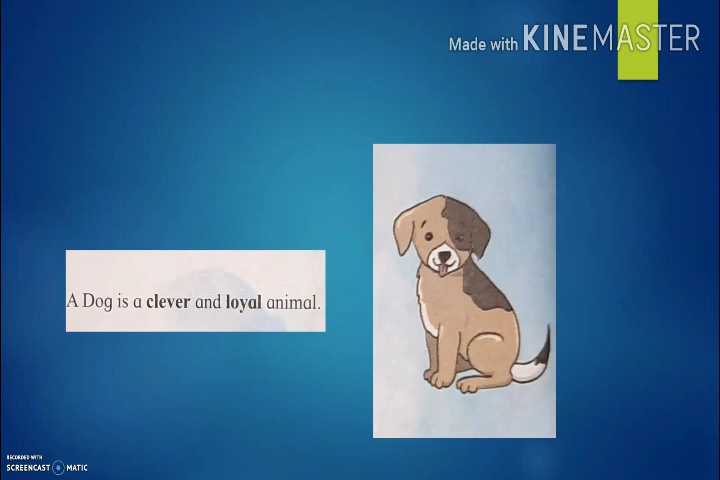 Made with KINEMASTER
A Dog is a clever and loyal animal.
RECORDED WITH
SCREENCAST MATIC